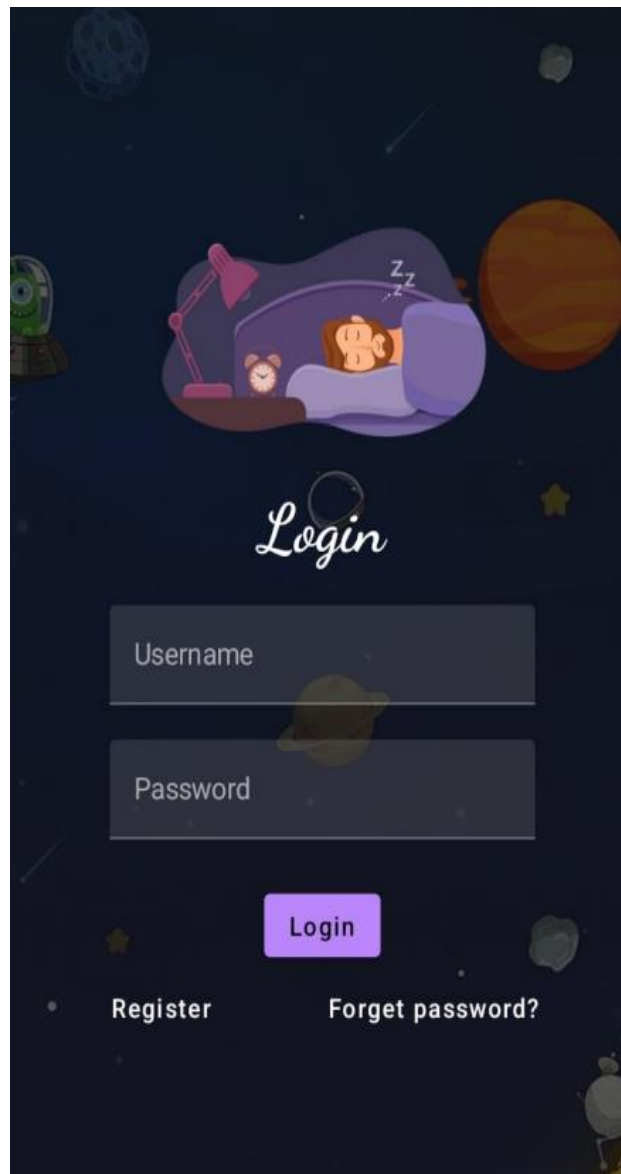 z
z
z
Login
Username
Password
Login
Register Forget password?